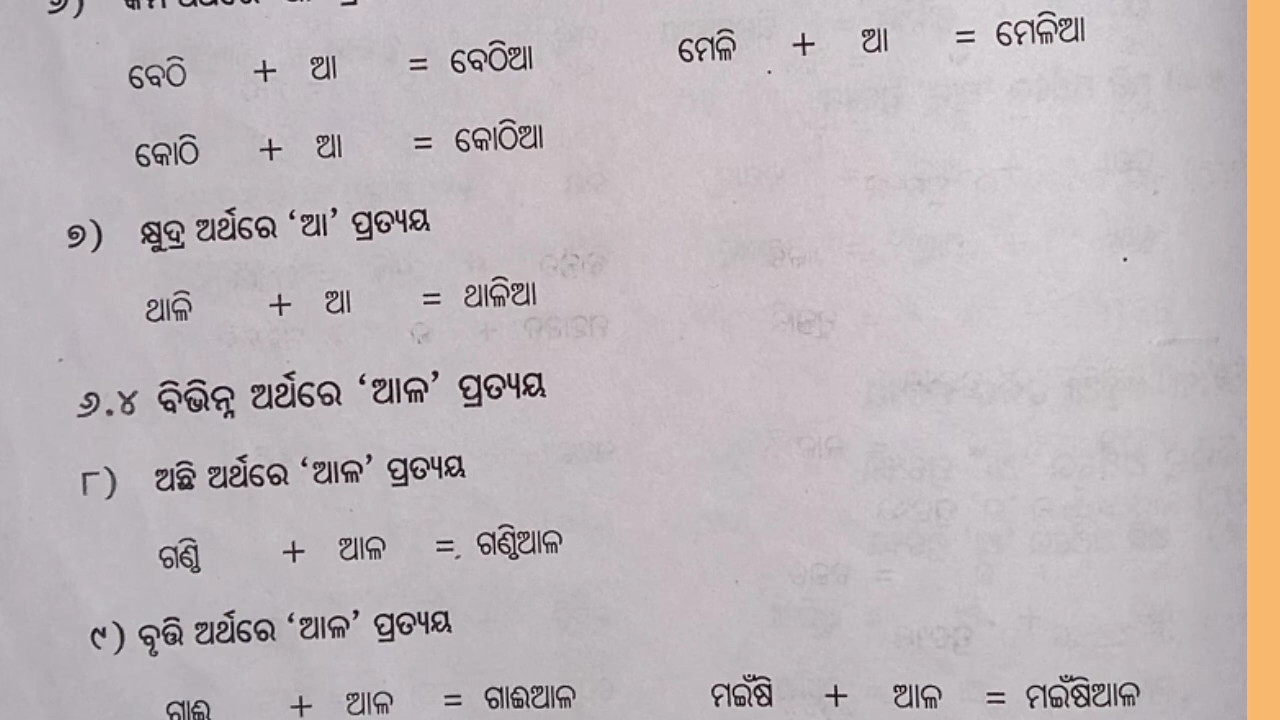 ବେଠି + ଆ = ବେଠିଆ ମେଳି + ଆ = ମେଳିଆ
କୋଠି + ଆ = କୋଠିଆ
୭) କ୍ଷୁଦ୍ର ଅର୍ଥରେ ‘ଆ’ ପ୍ରତ୍ୟୟ
ଥାଳି + ଆ = ଥାଳିଆ
୬.୪ ବିଭିନ୍ନ ଅର୍ଥରେ ‘ଆଳ’ ପ୍ରତ୍ୟୟ
୮) ଅଛି ଅର୍ଥରେ ‘ଆଳ’ ପ୍ରତ୍ୟୟ
ଗଣ୍ଠି + ଆଳ = ଗଣ୍ଠିଆଳ
୯) ବୃତ୍ତି ଅର୍ଥରେ ‘ଆଳ’ ପ୍ରତ୍ୟୟ
ଗାଈ + ଆଳ = ଗାଈଆଳ ମଇଁଷି + ଆଳ = ମଇଁଷିଆଳ